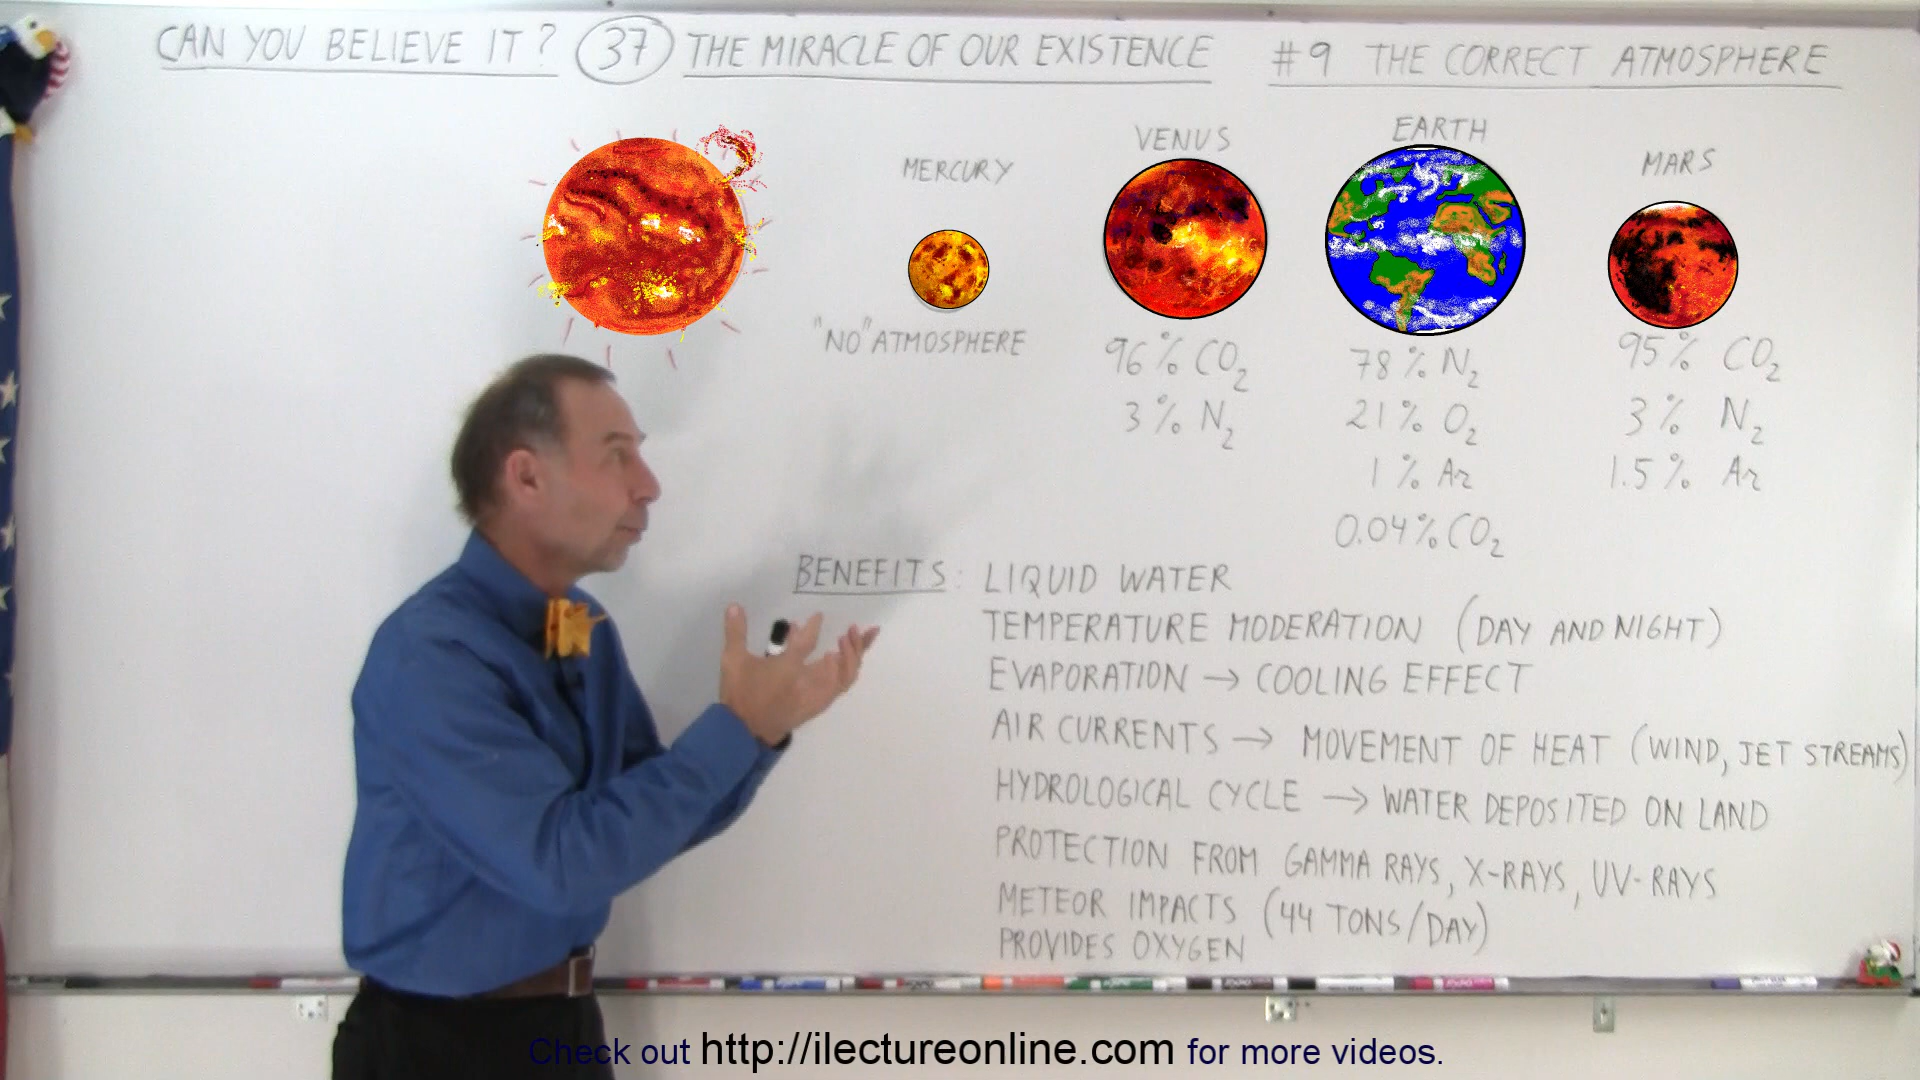 CAN YOU BELIEVE IT? 37 THE MIRACLE OF OUR EXISTENCE #9 THE CORRECT ATMOSPHERE
MERCURY
"NO" ATMOSPHERE
VENUS
96% CO₂
3% N₂
EARTH
78% N₂
21% O₂
1% Ar
0.04% CO₂
MARS
95% CO₂
3% N₂
1.5% Ar
BENEFITS: LIQUID WATER
TEMPERATURE MODERATION (DAY AND NIGHT)
EVAPORATION → COOLING EFFECT
AIR CURRENTS → MOVEMENT OF HEAT (WIND, JET STREAMS)
HYDROLOGICAL CYCLE → WATER DEPOSITED ON LAND
PROTECTION FROM GAMMA RAYS, X-RAYS, UV-RAYS
METEOR IMPACTS (44 TONS/DAY)
PROVIDES OXYGEN
Check out http://ilectureonline.com for more videos.